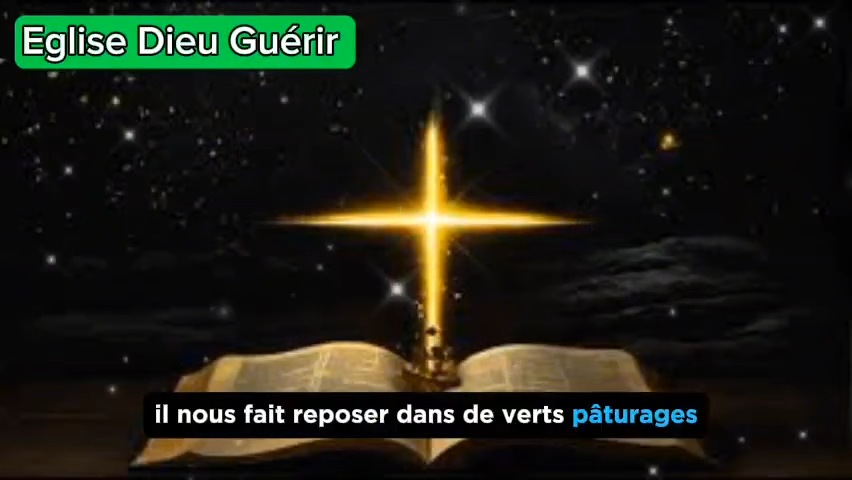 Eglise Dieu Guérir
il nous fait reposer dans de verts pâturages